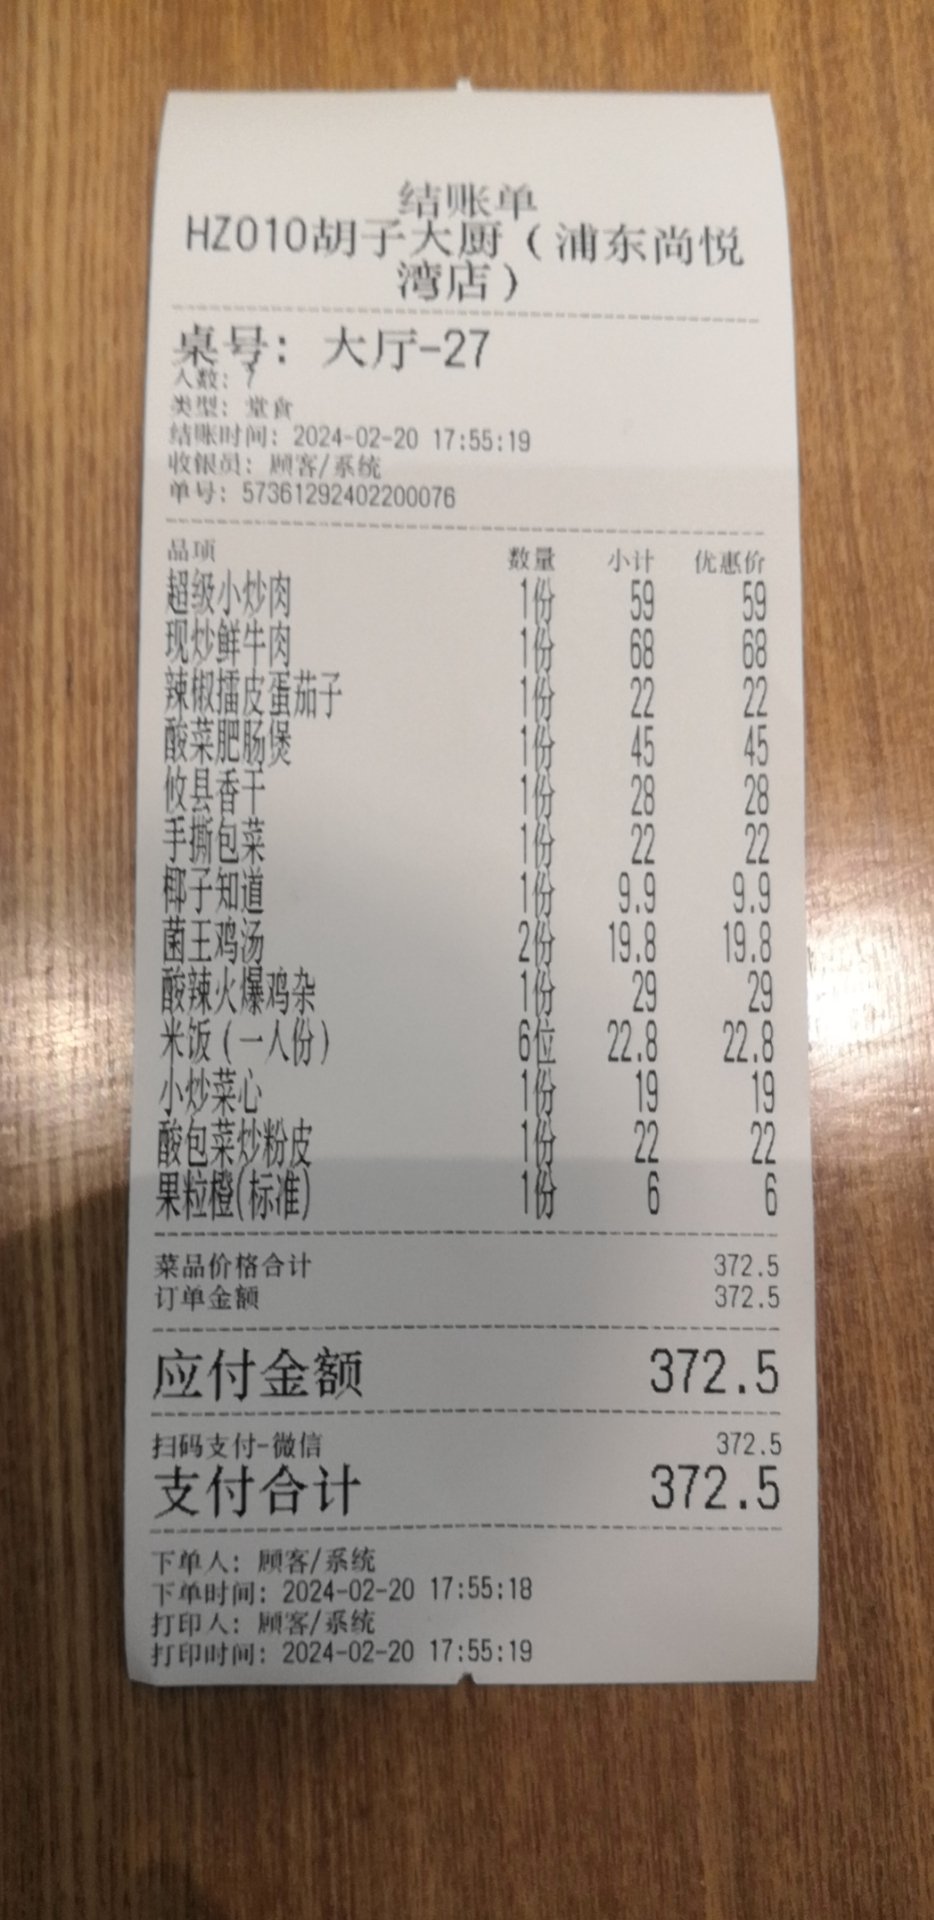 结账单
HZ010胡子大厨（浦东尚悦
湾店）
桌号：大厅-27
人数：7
类型：堂食
结账时间：2024-02-20 17:55:19
收银员：顾客/系统
单号：57361292402200076
品项 数量 小计 优惠价
超级小炒肉 1份 59 59
现炒鲜牛肉 1份 68 68
辣椒擂皮蛋茄子 1份 22 22
酸菜肥肠煲 1份 45 45
攸县香干 1份 28 28
手撕包菜 1份 22 22
椰子知道 1份 9.9 9.9
菌王鸡汤 2份 19.8 19.8
酸辣火爆鸡杂 1份 29 29
米饭（一人份） 6位 22.8 22.8
小炒菜心 1份 19 19
酸包菜炒粉皮 1份 22 22
果粒橙(标准) 1份 6 6
菜品价格合计 372.5
订单金额 372.5
应付金额 372.5
扫码支付-微信 372.5
支付合计 372.5
下单人：顾客/系统
下单时间：2024-02-20 17:55:18
打印人：顾客/系统
打印时间：2024-02-20 17:55:19